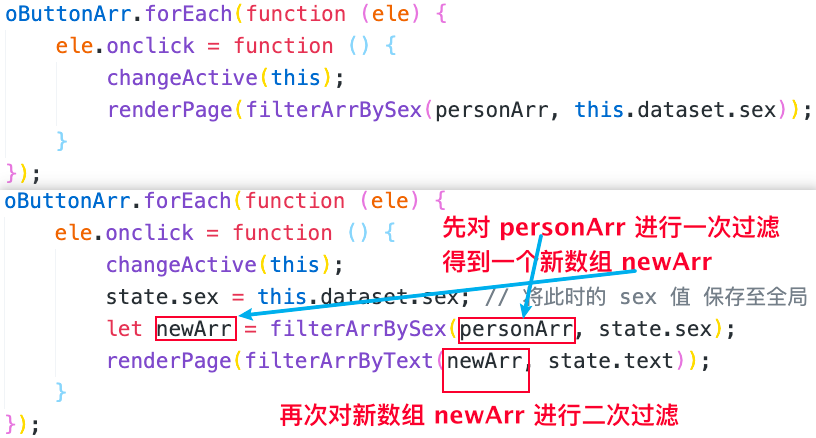 oButtonArr.forEach(function (ele) {
ele.onclick = function () {
changeActive(this);
renderPage(filterArrBySex(personArr, this.dataset.sex));
}
});
oButtonArr.forEach(function (ele) {
ele.onclick = function () {
先对 personArr 进行一次过滤
changeActive(this);
得到一个新数组 newArr
state.sex = this.dataset.sex; // 将此时的 sex 值 保存至全局
let newArr = filterArrBySex(personArr, state.sex);
renderPage(filterArrByText(newArr, state.text));
}
再次对新数组 newArr 进行二次过滤
});